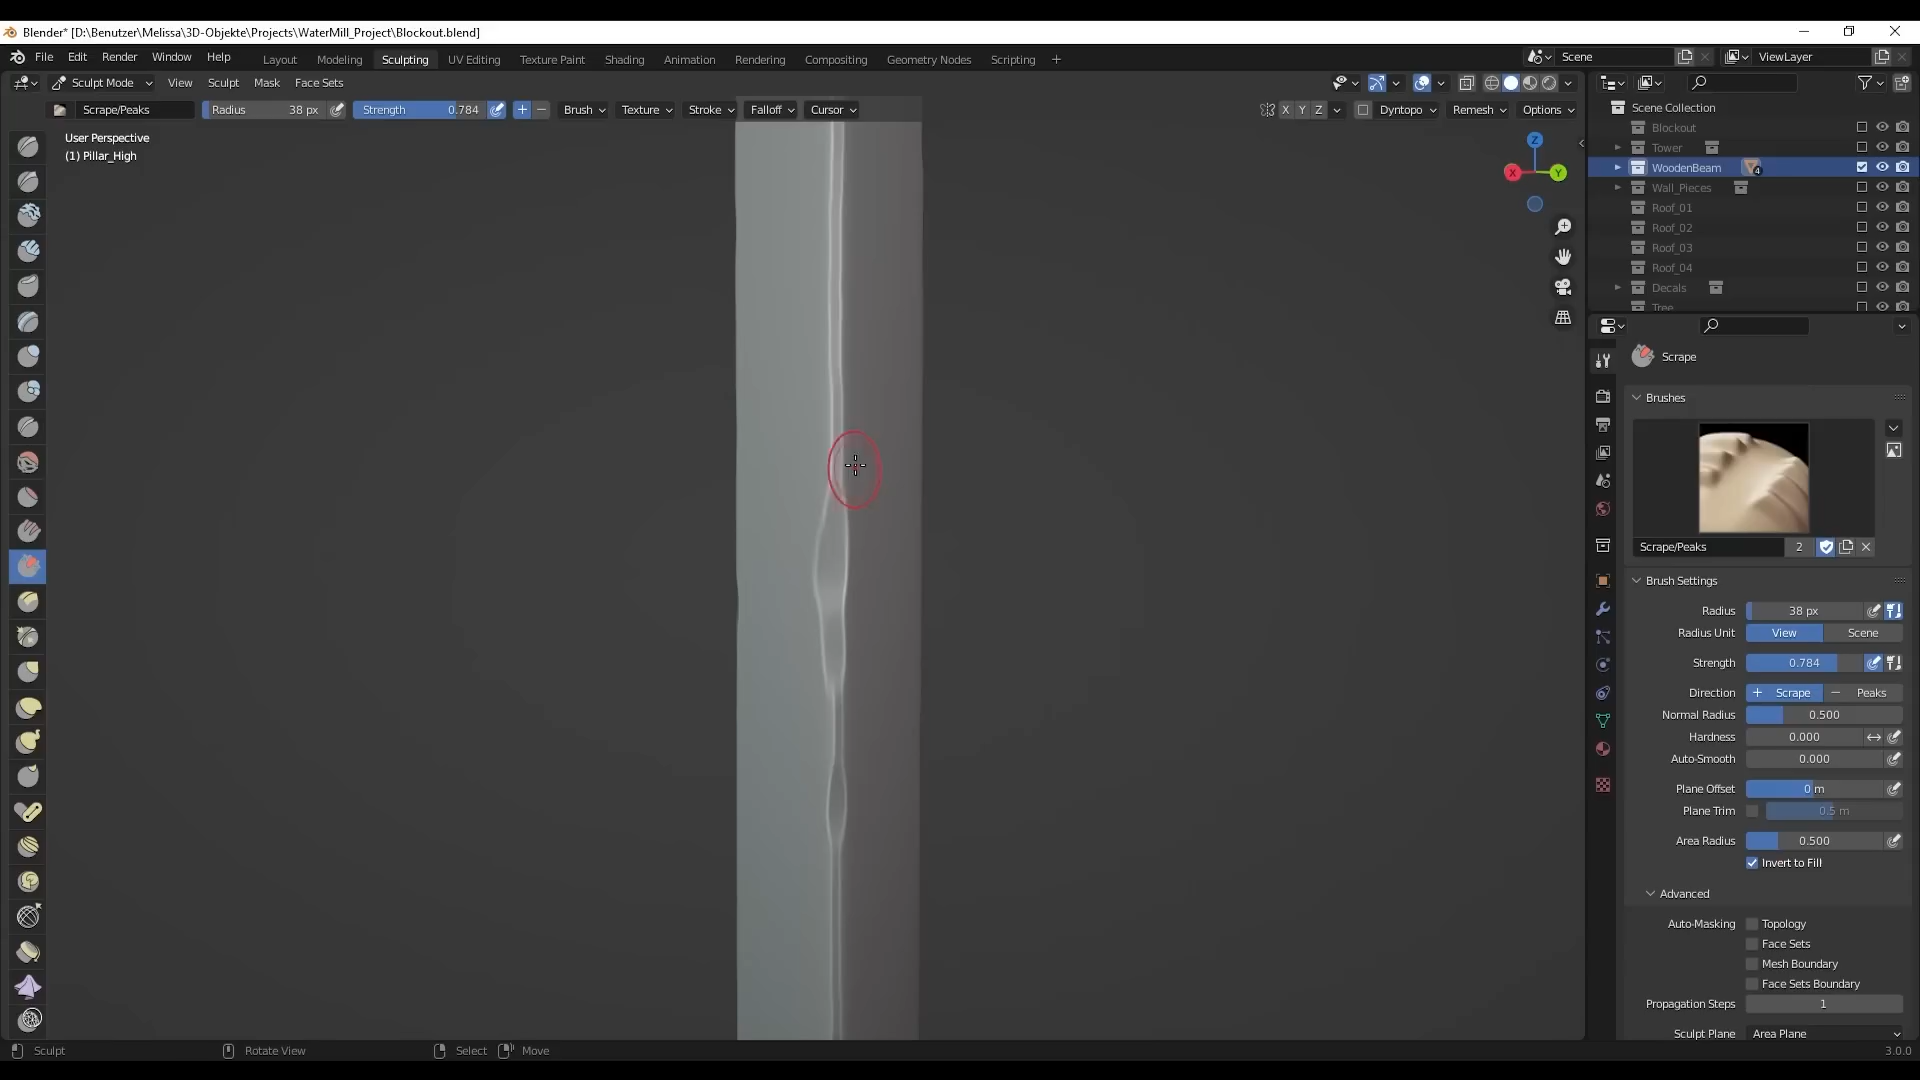 Blender* [D:\Benutzer\Melissa\3D-Objekte\Projects\WaterMill_Project\Blockout.blend]
File Edit Render Window Help Layout Modeling Sculpting UV Editing Texture Paint Shading Animation Rendering Compositing Geometry Nodes Scripting + Scene ViewLayer
Sculpt Mode View Sculpt Mask Face Sets
Scrape/Peaks Radius 38 px Strength 0.784 + − Brush Texture Stroke Falloff Cursor X Y Z Dyntopo Remesh Options
User Perspective
(1) Pillar_High
Z
X Y
Scene Collection
Blockout
Tower
WoodenBeam 4
Wall_Pieces
Roof_01
Roof_02
Roof_03
Roof_04
Decals
Tree
Scrape
Brushes
Scrape/Peaks 2
Brush Settings
Radius 38 px
Radius Unit View Scene
Strength 0.784
Direction + Scrape − Peaks
Normal Radius 0.500
Hardness 0.000
Auto-Smooth 0.000
Plane Offset 0 m
Plane Trim 0.5 m
Area Radius 0.500
Invert to Fill
Advanced
Auto-Masking Topology
Face Sets
Mesh Boundary
Face Sets Boundary
Propagation Steps 1
Sculpt Plane Area Plane
Sculpt Rotate View Select Move 3.0.0